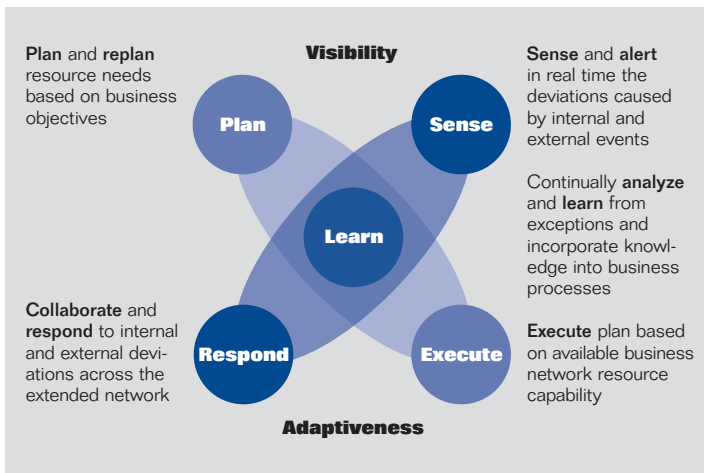 Visibility
Plan and replan
resource needs
based on business
objectives
Plan
Sense
Sense and alert
in real time the
deviations caused
by internal and
external events
Learn
Continually analyze
and learn from
exceptions and
incorporate knowl-
edge into business
processes
Collaborate and
respond to internal
and external devi-
ations across the
extended network
Respond
Execute
Execute plan based
on available business
network resource
capability
Adaptiveness